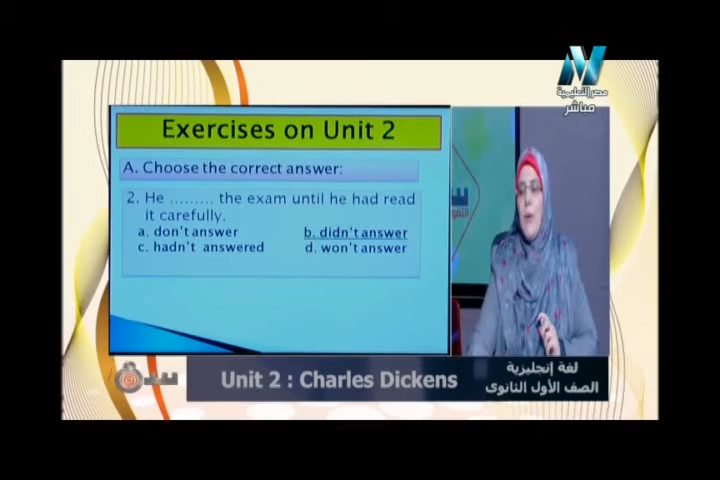 مصر التعليمية
مباشر
Exercises on Unit 2
A. Choose the correct answer:
2. He ......... the exam until he had read
it carefully.
a. don't answer
b. didn't answer
c. hadn't answered
d. won't answer
Unit 2 : Charles Dickens
لغة إنجليزية
الصف الأول الثانوى